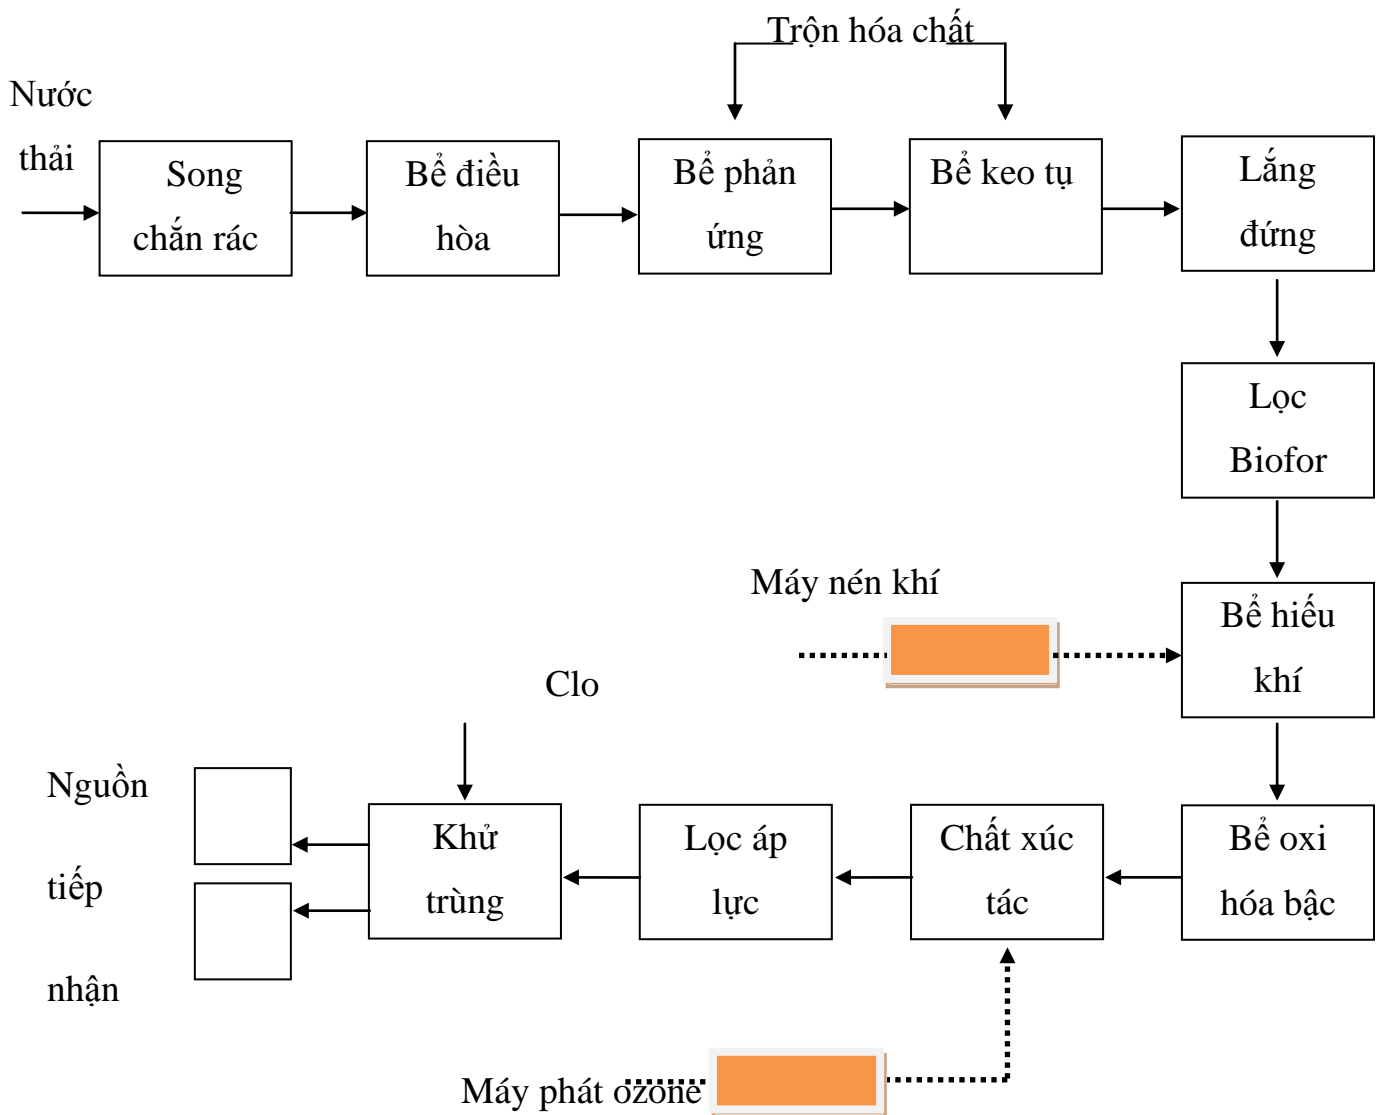 Trộn hóa chất
Nước
thải
Song
chắn rác
Bể điều
hòa
Bể phản
ứng
Bể keo tụ
Lắng
đứng
Lọc
Biofor
Máy nén khí
Bể hiếu
khí
Clo
Nguồn
tiếp
nhận
Khử
trùng
Lọc áp
lực
Chất xúc
tác
Bể oxi
hóa bậc
Máy phát ozone